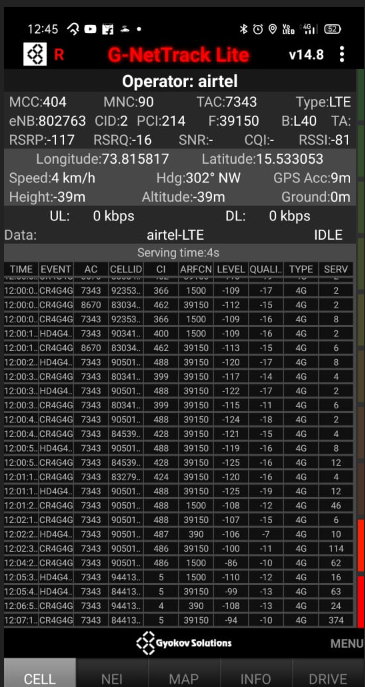 12:45
52
R G-NetTrack Lite v14.8
Operator: airtel
MCC:404 MNC:90 TAC:7343 Type:LTE
eNB:802763 CID:2 PCI:214 F:39150 B:L40 TA:
RSRP:-117 RSRQ:-16 SNR:- CQI:- RSSI:-81
Longitude:73.815817 Latitude:15.533053
Speed:4 km/h Hdg:302° NW GPS Acc:9m
Height:-39m Altitude:-39m Ground:0m
UL: 0 kbps DL: 0 kbps
Data: airtel-LTE IDLE
Serving time:4s
TIME EVENT AC CELLID CI ARFCN LEVEL QUALI.. TYPE SERV
12:00:0.. CR4G4G 7343 92353.. 366 1500 -109 -17 4G 2
12:00:0.. CR4G4G 8670 83034.. 462 39150 -112 -15 4G 2
12:00:0.. CR4G4G 7343 92353.. 366 1500 -109 -16 4G 8
12:00:1.. HD4G4.. 7343 90341.. 400 1500 -109 -16 4G 2
12:00:1.. CR4G4G 8670 83034.. 462 39150 -113 -15 4G 6
12:00:2.. HD4G4.. 7343 90501.. 488 39150 -120 -17 4G 8
12:00:3.. CR4G4G 7343 80341.. 399 39150 -117 -14 4G 4
12:00:3.. HD4G4.. 7343 90501.. 488 39150 -122 -17 4G 2
12:00:3.. CR4G4G 7343 80341.. 399 39150 -115 -11 4G 6
12:00:4.. CR4G4G 7343 90501.. 488 39150 -124 -18 4G 2
12:00:4.. CR4G4G 7343 84539.. 428 39150 -121 -15 4G 4
12:00:5.. HD4G4.. 7343 90501.. 488 39150 -119 -16 4G 8
12:00:5.. CR4G4G 7343 84539.. 428 39150 -125 -16 4G 12
12:01:1.. CR4G4G 7343 83279.. 424 39150 -120 -16 4G 4
12:01:1.. HD4G4.. 7343 90501.. 488 39150 -125 -19 4G 12
12:01:2.. CR4G4G 7343 90501.. 488 1500 -108 -12 4G 46
12:02:1.. CR4G4G 7343 90501.. 488 39150 -107 -15 4G 6
12:02:2.. HD4G4.. 7343 90501.. 487 390 -106 -7 4G 10
12:02:3.. CR4G4G 7343 90501.. 486 39150 -100 -11 4G 114
12:04:2.. CR4G4G 7343 90501.. 486 1500 -86 -10 4G 62
12:05:3.. HD4G4.. 7343 94413.. 5 1500 -110 -12 4G 16
12:05:4.. HD4G4.. 7343 84413.. 5 39150 -99 -13 4G 63
12:06:5.. CR4G4G 7343 94413.. 4 390 -108 -13 4G 24
12:07:1.. CR4G4G 7343 84413.. 5 39150 -94 -10 4G 374
Gyokov Solutions MENU
CELL NEI MAP INFO DRIVE